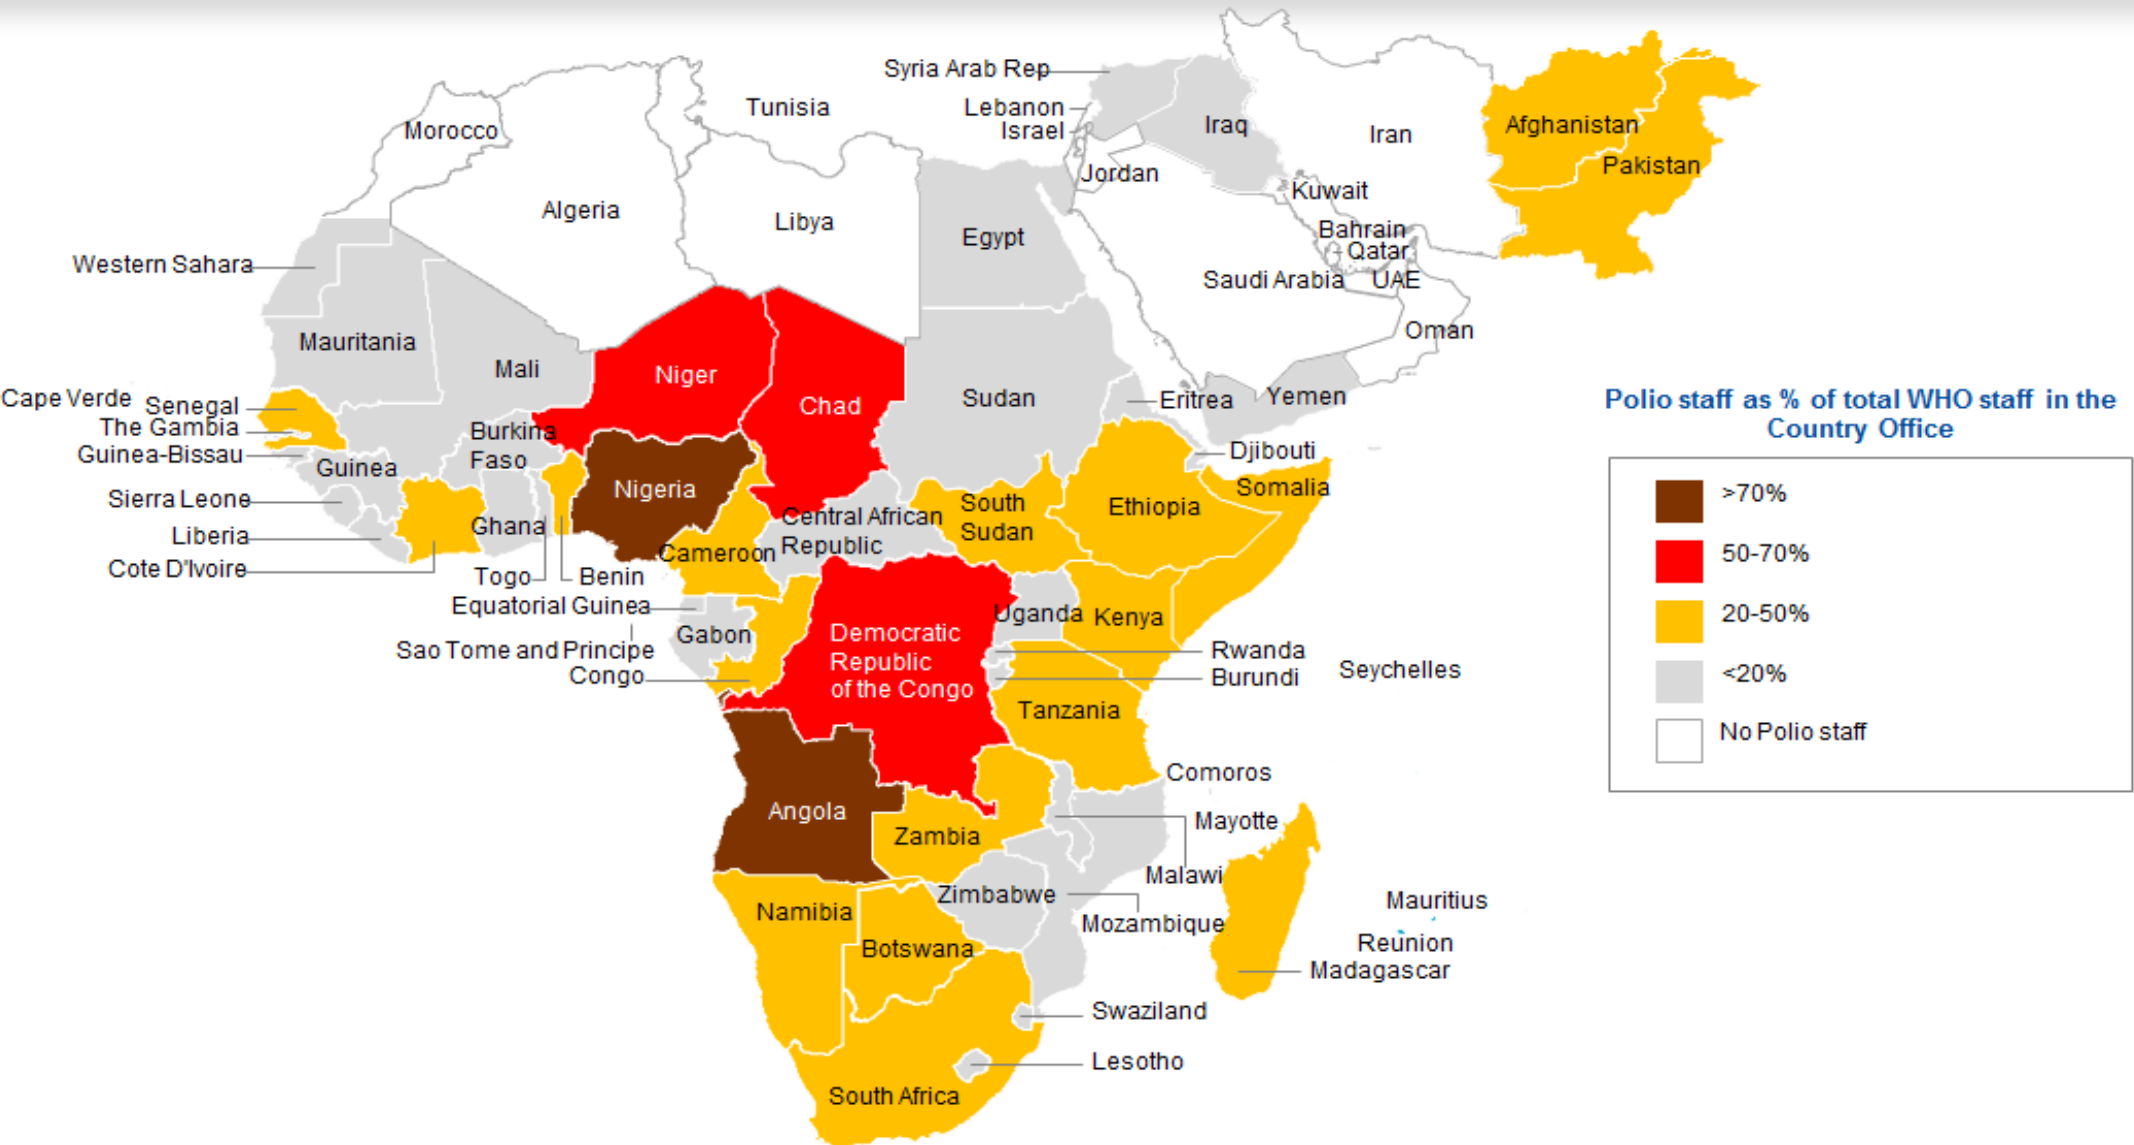 Syria Arab Rep
Lebanon
Israel
Tunisia
Morocco
Iraq
Iran
Afghanistan
Pakistan
Jordan
Kuwait
Algeria
Libya
Egypt
Bahrain
Qatar
Saudi Arabia
UAE
Western Sahara
Oman
Mauritania
Mali
Niger
Chad
Sudan
Eritrea
Yemen
Cape Verde
Senegal
The Gambia
Guinea-Bissau
Burkina
Faso
Guinea
Djibouti
Somalia
Nigeria
Sierra Leone
Liberia
Cote D'Ivoire
Ghana
Central African
Republic
South
Sudan
Ethiopia
Cameroon
Togo
Benin
Equatorial Guinea
Gabon
Sao Tome and Principe
Congo
Democratic
Republic
of the Congo
Uganda
Kenya
Rwanda
Burundi
Seychelles
Tanzania
Comoros
Angola
Zambia
Mayotte
Malawi
Zimbabwe
Mozambique
Namibia
Botswana
Mauritius
Reunion
Madagascar
Swaziland
Lesotho
South Africa
Polio staff as % of total WHO staff in the
Country Office
>70%
50-70%
20-50%
<20%
No Polio staff